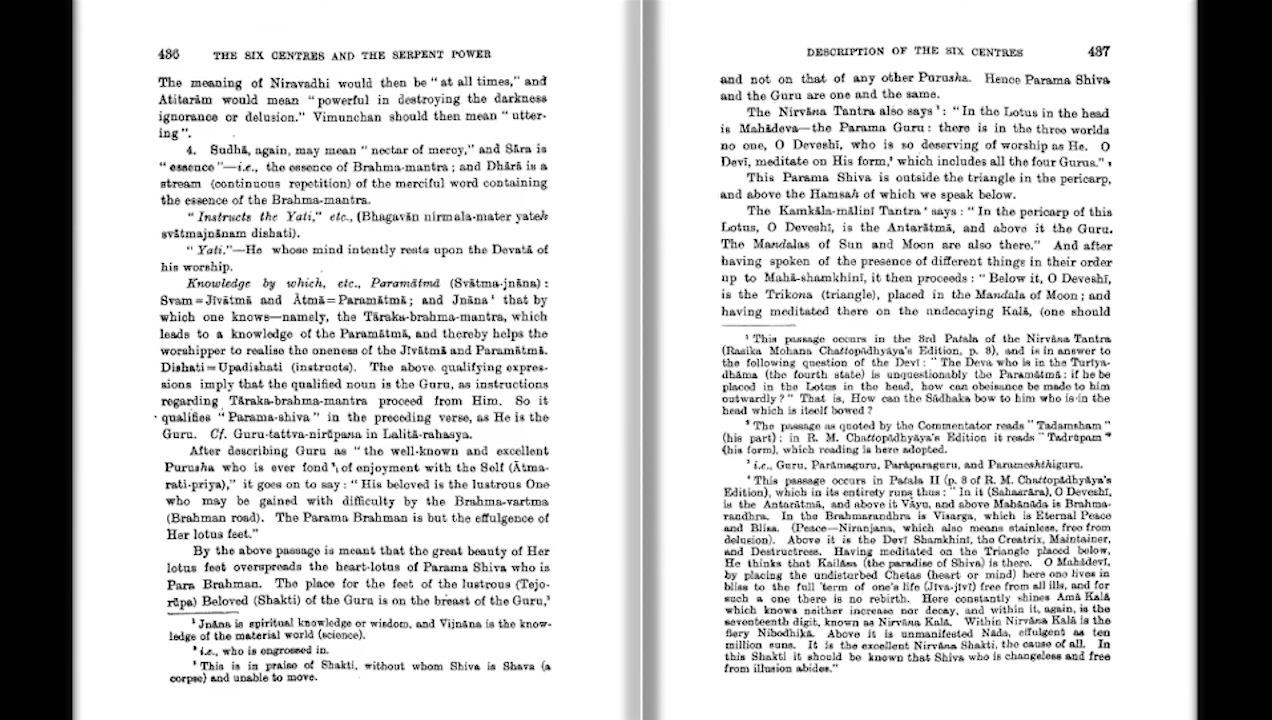 436 THE SIX CENTRES AND THE SERPENT POWER
The meaning of Niravadhi would then be “ at all times,” and
Atitarām would mean “ powerful in destroying the darkness
ignorance or delusion.” Vimunchan should then mean “ utter-
ing ”.
4. Sudhā, again, may mean “ nectar of mercy,” and Sāra is
“ essence ”—i.e., the essence of Brahma-mantra ; and Dhārā is a
stream (continuous repetition) of the merciful word containing
the essence of the Brahma-mantra.
“ Instructs the Yati,” etc., (Bhagavān nirmala-mater yateh
svātmajnānam dishati).
“ Yati.”—He whose mind intently rests upon the Devatā of
his worship.
Knowledge by which, etc., Paramātmā (Svātma-jnāna) :
Svam=Jīvātmā and Ātmā=Paramātmā ; and Jnāna ¹ that by
which one knows—namely, the Tāraka-brahma-mantra, which
leads to a knowledge of the Paramātmā, and thereby helps the
worshipper to realise the oneness of the Jīvātmā and Paramātmā.
Dishati=Upadishati (instructs). The above qualifying expres-
sions imply that the qualified noun is the Guru, as instructions
regarding Tāraka-brahma-mantra proceed from Him. So it
qualifies “ Parama-shiva ” in the preceding verse, as He is the
Guru. Cf. Guru-tattva-nirūpana in Lalitā-rahasya.
After describing Guru as “ the well-known and excellent
Purusha who is ever fond ², of enjoyment with the Self (Ātma-
rati-priya),” it goes on to say : “ His beloved is the lustrous One
who may be gained with difficulty by the Brahma-vartma
(Brahman road). The Parama Brahman is but the effulgence of
Her lotus feet.”
By the above passage is meant that the great beauty of Her
lotus feet overspreads the heart-lotus of Parama Shiva who is
Para Brahman. The place for the feet of the lustrous (Tejo-
rūpa) Beloved (Shakti) of the Guru is on the breast of the Guru,³
¹ Jnāna is spiritual knowledge or wisdom, and Vijnāna is the know-
ledge of the material world (science).
² i.e., who is engrossed in.
³ This is in praise of Shakti, without whom Shiva is Shava (a
corpse) and unable to move.
DESCRIPTION OF THE SIX CENTRES 437
and not on that of any other Purusha. Hence Parama Shiva
and the Guru are one and the same.
The Nirvāna Tantra also says ¹ : “ In the Lotus in the head
is Mahādeva—the Parama Guru : there is in the three worlds
no one, O Deveshī, who is so deserving of worship as He. O
Devī, meditate on His form,² which includes all the four Gurus.” ³
This Parama Shiva is outside the triangle in the pericarp,
and above the Hamsah of which we speak below.
The Kamkāla-mālinī Tantra ⁴ says : “ In the pericarp of this
Lotus, O Deveshī, is the Antarātmā, and above it the Guru.
The Mandalas of Sun and Moon are also there.” And after
having spoken of the presence of different things in their order
up to Mahā-shamkhinī, it then proceeds : “ Below it, O Deveshī,
is the Trikona (triangle), placed in the Mandala of Moon ; and
having meditated there on the undecaying Kalā, (one should
¹ This passage occurs in the 3rd Patala of the Nirvāna Tantra
(Rasika Mohana Chattopādhyāya’s Edition, p. 3), and is in answer to
the following question of the Devī : “ The Deva who is in the Turīya-
dhāma (the fourth state) is unquestionably the Paramātmā ; if he be
placed in the Lotus in the head, how can obeisance be made to him
outwardly ? ” That is, How can the Sādhaka bow to him who is in the
head which is itself bowed ?
² The passage as quoted by the Commentator reads “ Tadamsham ”
(his part) ; in R. M. Chattopādhyāya’s Edition it reads “ Tadrūpam ”
(his form), which reading is here adopted.
³ i.e., Guru, Parāmaguru, Parāparaguru, and Parameshthiguru.
⁴ This passage occurs in Patala II (p. 3 of R. M. Chattopādhyāya’s
Edition), which in its entirety runs thus : “ In it (Sahasrāra), O Deveshī,
is the Antarātmā, and above it Vāyu, and above Mahānāda is Brahma-
randhra. In the Brahmarandhra is Visarga, which is Eternal Peace
and Bliss. (Peace—Niranjana, which also means stainless, free from
delusion). Above it is the Devī Shamkhinī, the Creatrix, Maintainer,
and Destructress. Having meditated on the Triangle placed below,
He thinks that Kailāsa (the paradise of Shiva) is there. O Mahādevī,
by placing the undisturbed Chetas (heart or mind) here one lives in
bliss to the full term of one’s life (Jīva-jīvī) free from all ills, and for
such a one there is no rebirth. Here constantly shines Amā Kalā
which knows neither increase nor decay, and within it, again, is the
seventeenth digit, known as Nirvāna Kalā. Within Nirvāna Kalā is the
fiery Nibodhikā. Above it is unmanifested Nāda, effulgent as ten
million suns. It is the excellent Nirvāna Shakti, the cause of all. In
this Shakti it should be known that Shiva who is changeless and free
from illusion abides.”